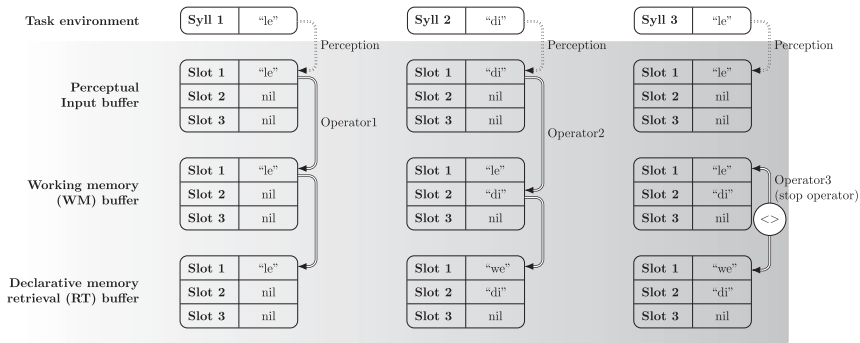 Task environment Syll 1 “le” Syll 2 “di” Syll 3 “le”
Perception Perception Perception
Perceptual Input buffer
Slot 1 “le” Slot 1 “di” Slot 1 “le”
Slot 2 nil Slot 2 nil Slot 2 nil
Slot 3 nil Slot 3 nil Slot 3 nil
Operator1 Operator2
Working memory (WM) buffer
Slot 1 “le” Slot 1 “le” Slot 1 “le”
Slot 2 nil Slot 2 “di” Slot 2 “di”
Slot 3 nil Slot 3 nil Slot 3 nil
Operator3
(stop operator)
<>
Declarative memory
retrieval (RT) buffer
Slot 1 “le” Slot 1 “we” Slot 1 “we”
Slot 2 nil Slot 2 “di” Slot 2 “di”
Slot 3 nil Slot 3 nil Slot 3 nil